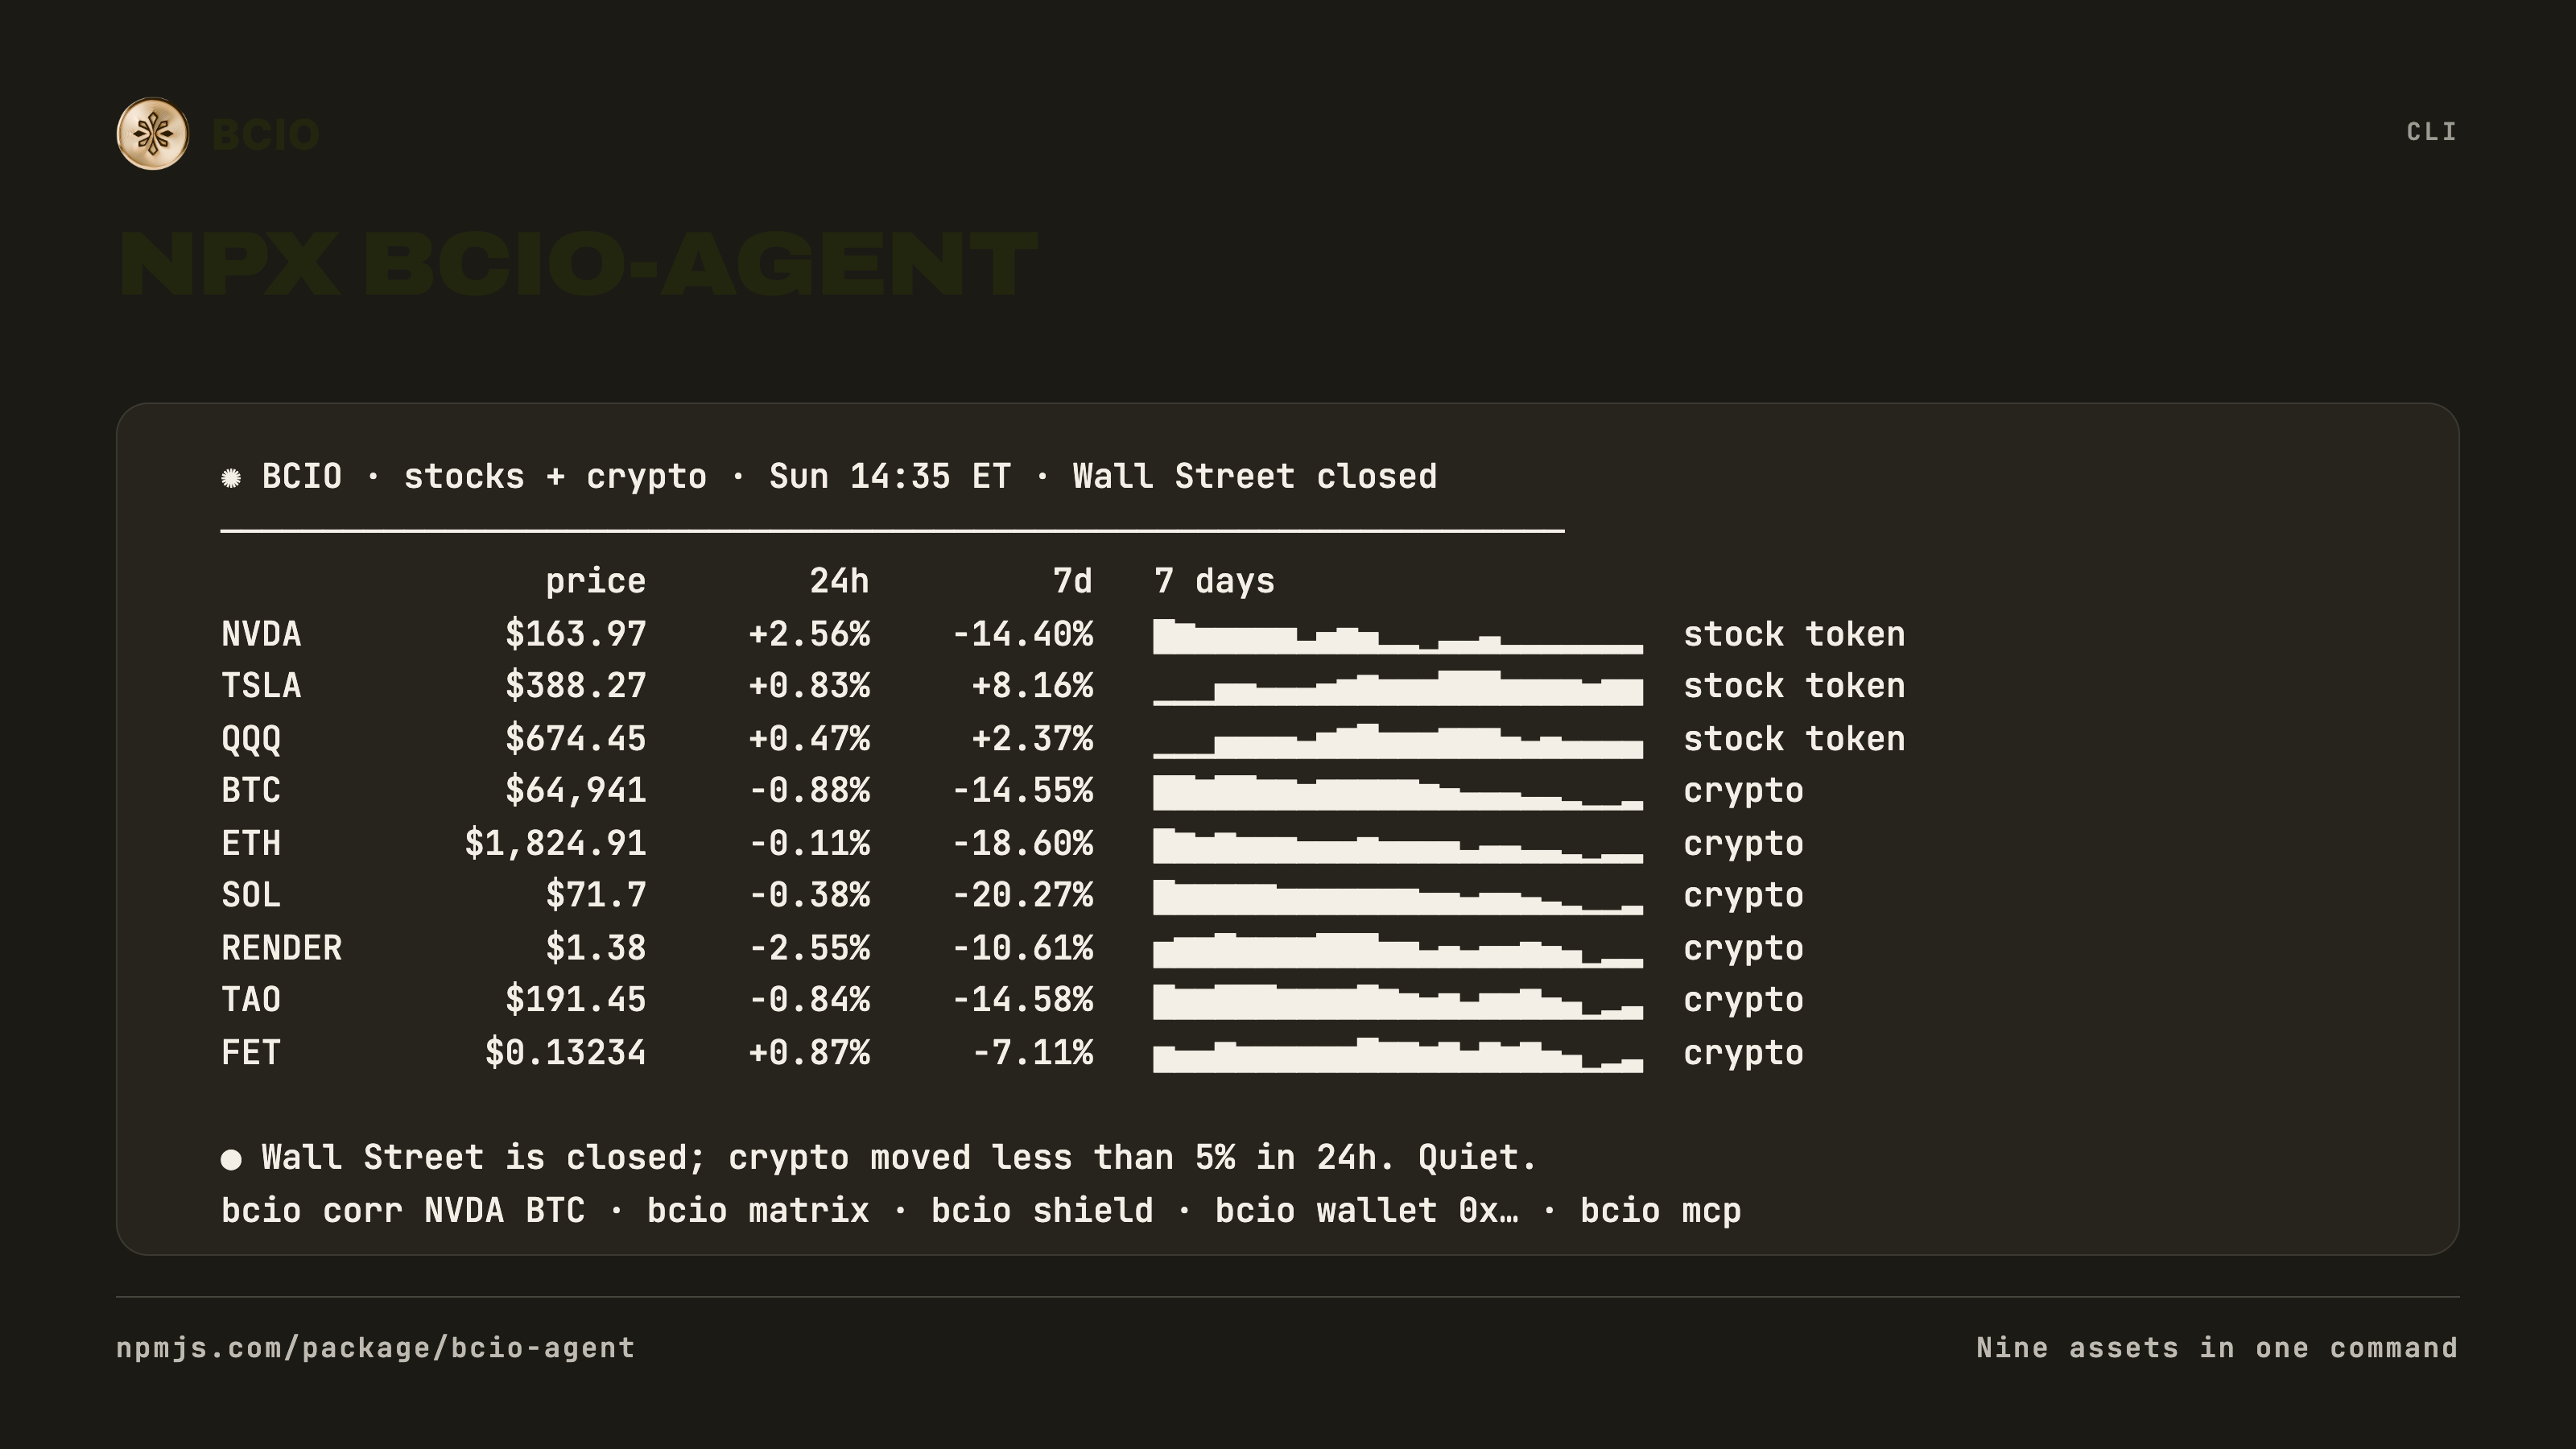 BCIO
CLI
NPX BCIO-AGENT
✺ BCIO · stocks + crypto · Sun 14:35 ET · Wall Street closed
price 24h 7d 7 days
NVDA $163.97 +2.56% -14.40% stock token
TSLA $388.27 +0.83% +8.16% stock token
QQQ $674.45 +0.47% +2.37% stock token
BTC $64,941 -0.88% -14.55% crypto
ETH $1,824.91 -0.11% -18.60% crypto
SOL $71.7 -0.38% -20.27% crypto
RENDER $1.38 -2.55% -10.61% crypto
TAO $191.45 -0.84% -14.58% crypto
FET $0.13234 +0.87% -7.11% crypto
● Wall Street is closed; crypto moved less than 5% in 24h. Quiet.
bcio corr NVDA BTC · bcio matrix · bcio shield · bcio wallet 0x… · bcio mcp
npmjs.com/package/bcio-agent
Nine assets in one command